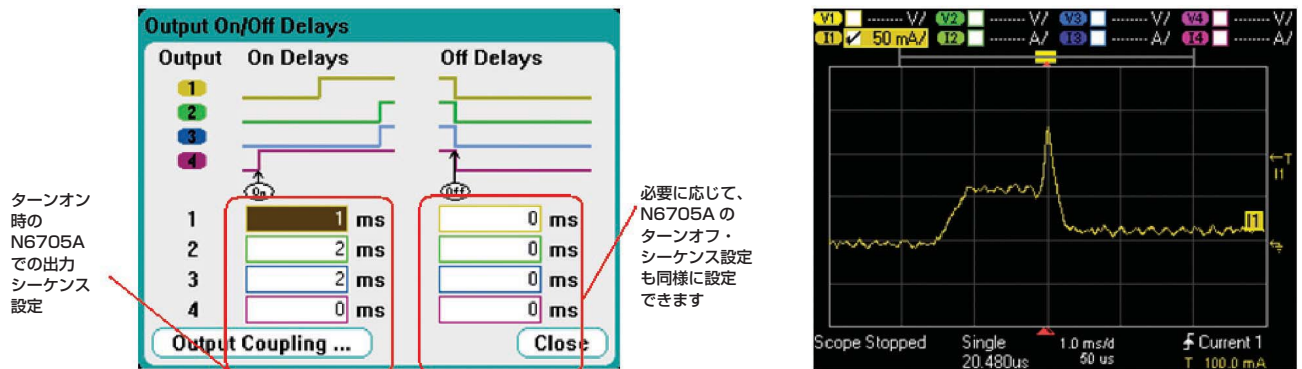 Output On/Off Delays
Output On Delays Off Delays
1
2
3
4
On Off
1 1 ms 0 ms
2 2 ms 0 ms
3 2 ms 0 ms
4 0 ms 0 ms
Output Coupling ... Close
ターンオン
時の
N6705A
での出力
シーケンス
設定
必要に応じて、
N6705A の
ターンオフ・
シーケンス設定
も同様に設定
できます
V1 ------- V/ V2 ------- V/ V3 ------- V/ V4 ------- V/
I1 50 mA/ I2 ------- A/ I3 ------- A/ I4 ------- A/
←T
I1
I1
Scope Stopped Single 1.0 ms/d Current 1
20.480us 50 us T 100.0 mA